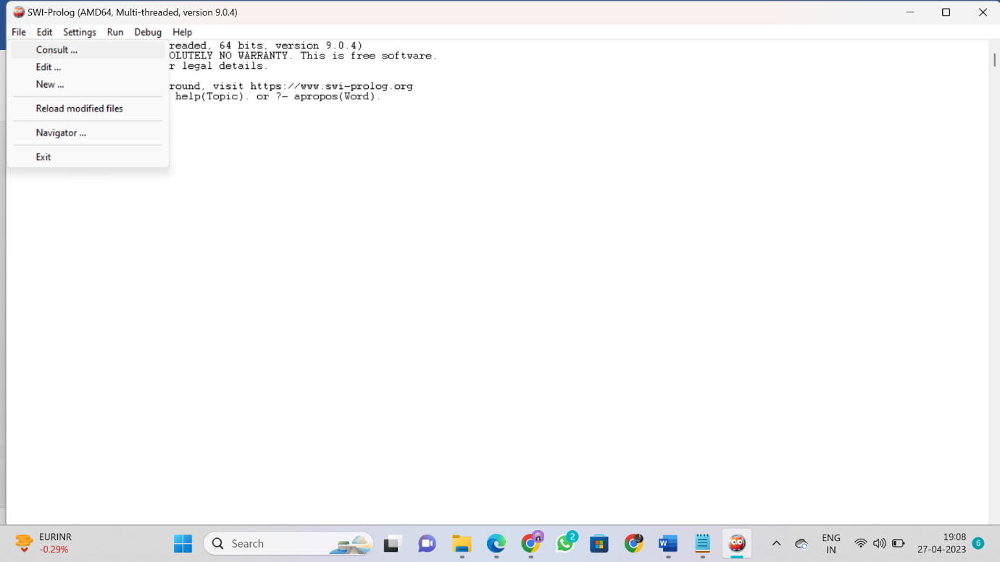 SWI-Prolog (AMD64, Multi-threaded, version 9.0.4)
File Edit Settings Run Debug Help
Consult ...
Edit ...
New ...
Reload modified files
Navigator ...
Exit
readed, 64 bits, version 9.0.4)
OLUTELY NO WARRANTY. This is free software.
r legal details.
round, visit https://www.swi-prolog.org
help(Topic). or ?- apropos(Word).
EURINR
-0.29%
Search
2
ENG
IN
19:08
27-04-2023
6